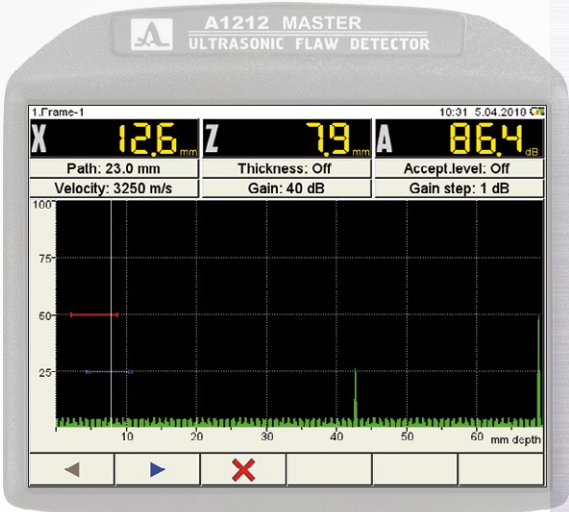 A1212 MASTER
ULTRASONIC FLAW DETECTOR
1.Frame-1 10:31 5.04.2010
X 12.6 mm Z 7.9 mm A 86.4 dB
Path: 23.0 mm Thickness: Off Accept.level: Off
Velocity: 3250 m/s Gain: 40 dB Gain step: 1 dB
100
75
50
25
10 20 30 40 50 60 mm depth